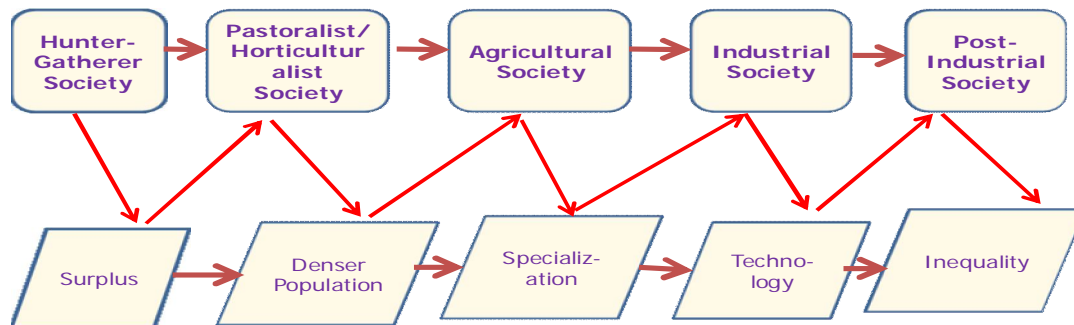 Hunter-
Gatherer
Society
Pastoralist/
Horticultur
alist
Society
Agricultural
Society
Industrial
Society
Post-
Industrial
Society
Surplus
Denser
Population
Specializ-
ation
Techno-
logy
Inequality